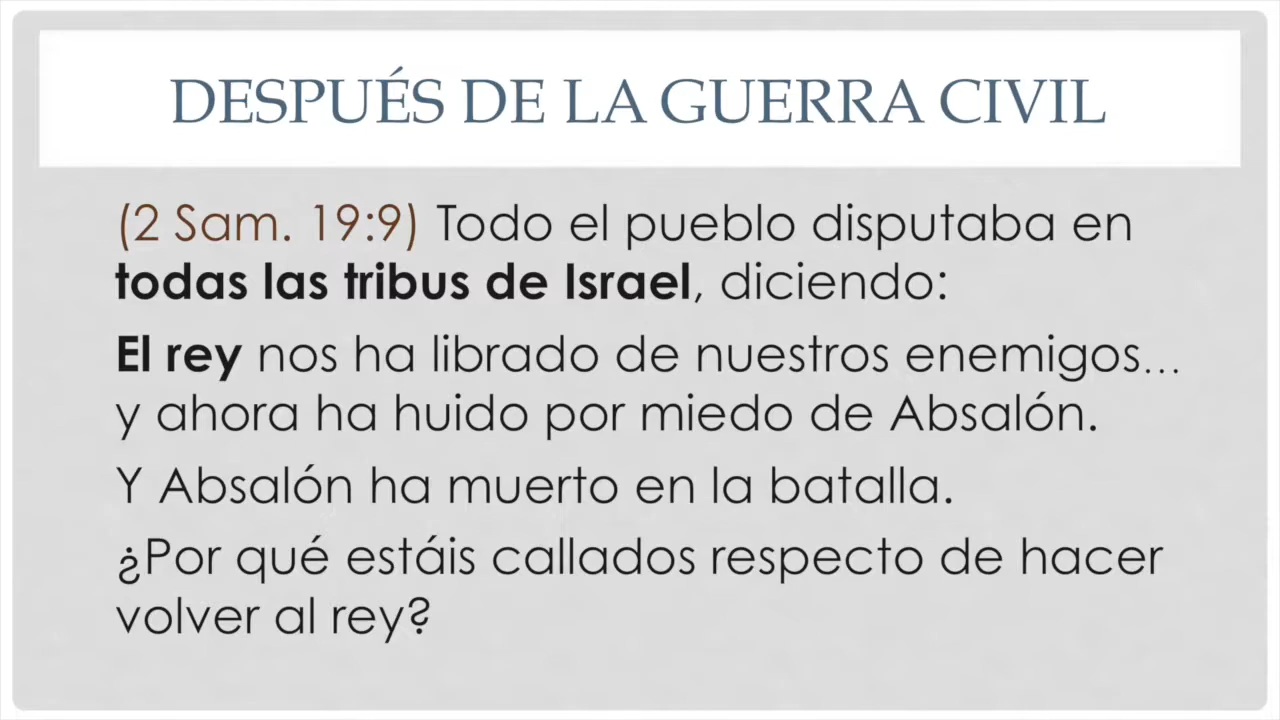 DESPUÉS DE LA GUERRA CIVIL
(2 Sam. 19:9) Todo el pueblo disputaba en
todas las tribus de Israel, diciendo:
El rey nos ha librado de nuestros enemigos…
y ahora ha huido por miedo de Absalón.
Y Absalón ha muerto en la batalla.
¿Por qué estáis callados respecto de hacer
volver al rey?